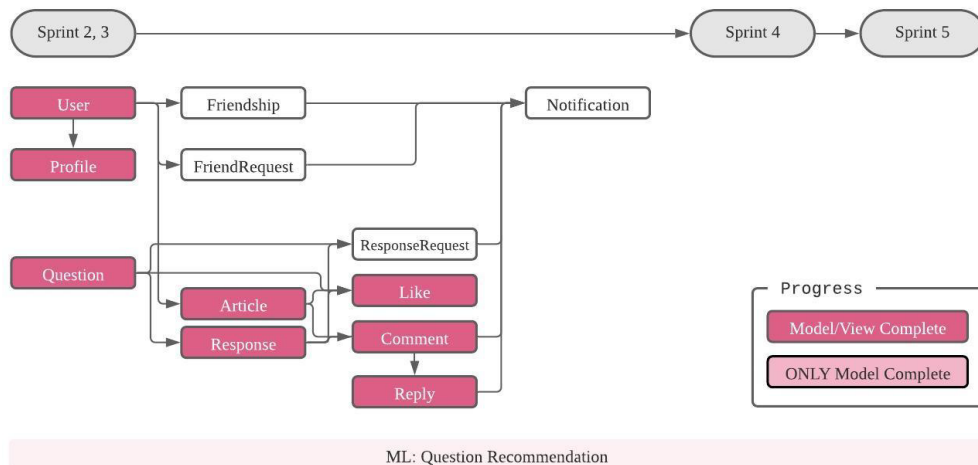 Sprint 2, 3
Sprint 4
Sprint 5
User
Friendship
Notification
Profile
FriendRequest
ResponseRequest
Question
Like
Article
Response
Comment
Reply
Progress
Model/View Complete
ONLY Model Complete
ML: Question Recommendation